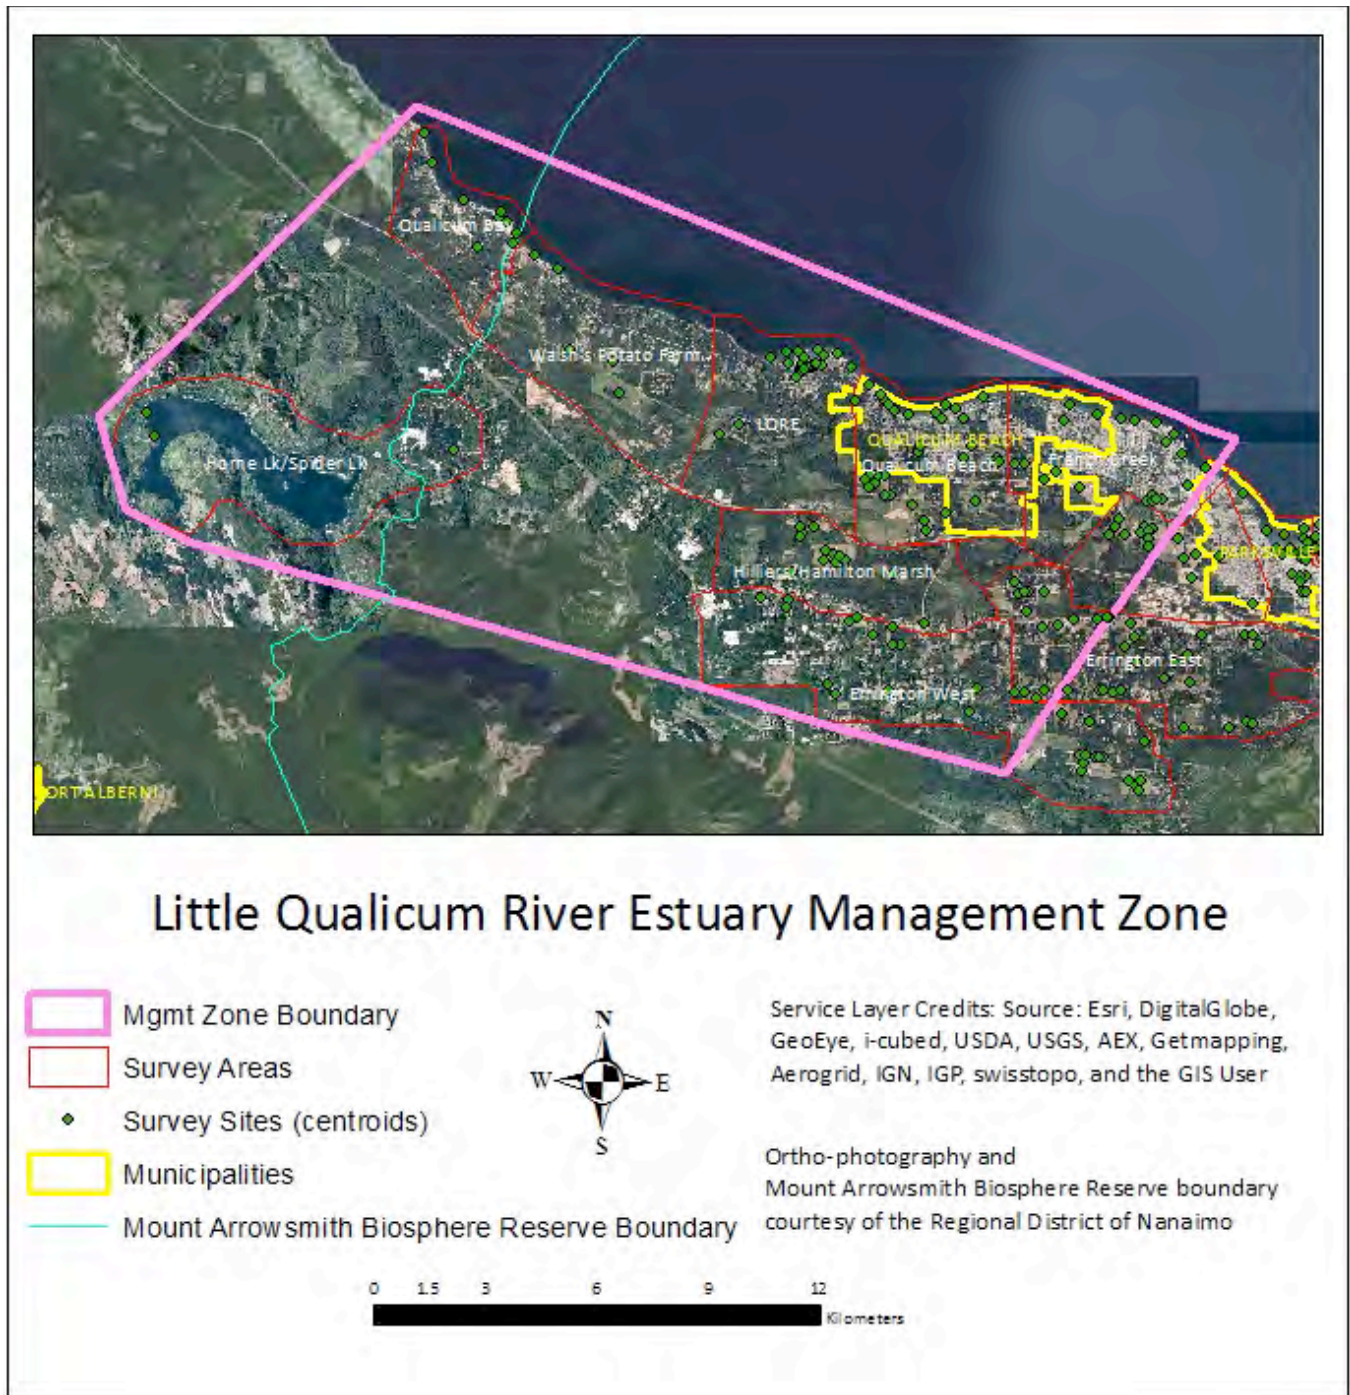 Qualicum Bay
Walsh's Potato Farm
LQRE
QUALICUM BEACH
Qualicum Beach
French Creek
Horne Lk/Spider Lk
PARKSVILLE
Hilliers/Hamilton Marsh
Errington East
Errington West
ORT ALBERNI
Little Qualicum River Estuary Management Zone
Mgmt Zone Boundary
Survey Areas
Survey Sites (centroids)
Municipalities
Mount Arrowsmith Biosphere Reserve Boundary
N
W
E
S
Service Layer Credits: Source: Esri, DigitalGlobe,
GeoEye, i-cubed, USDA, USGS, AEX, Getmapping,
Aerogrid, IGN, IGP, swisstopo, and the GIS User
Ortho-photography and
Mount Arrowsmith Biosphere Reserve boundary
courtesy of the Regional District of Nanaimo
0 1.5 3 6 9 12
Kilometers